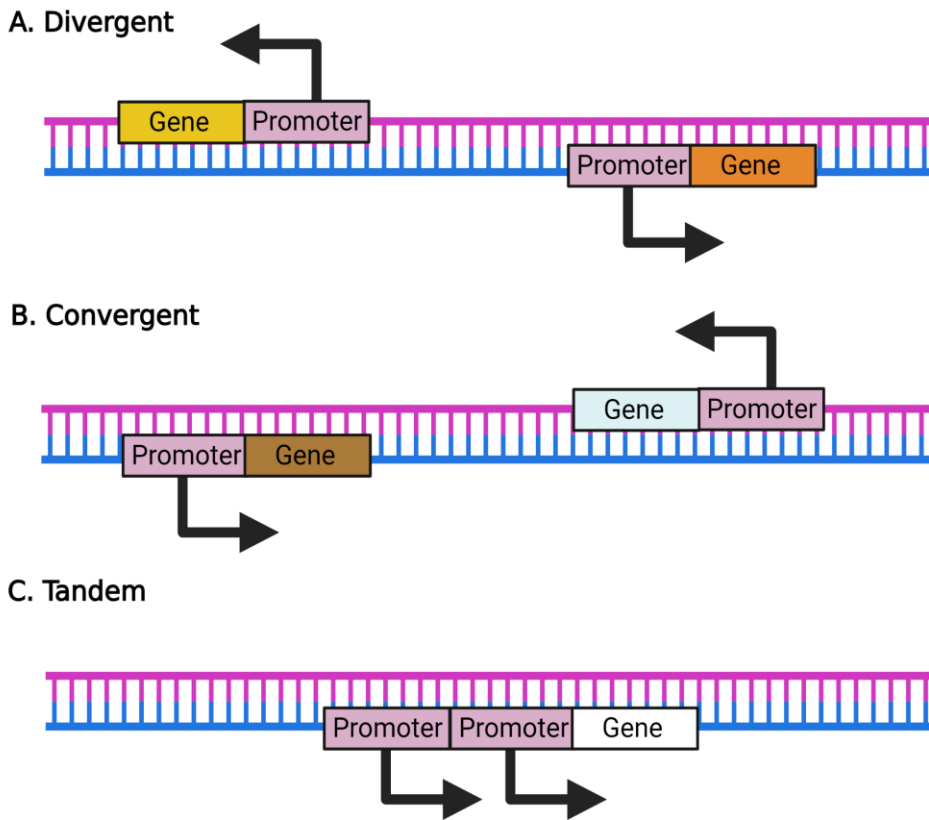 A. Divergent
Gene Promoter
Promoter Gene
B. Convergent
Gene Promoter
Promoter Gene
C. Tandem
Promoter Promoter Gene